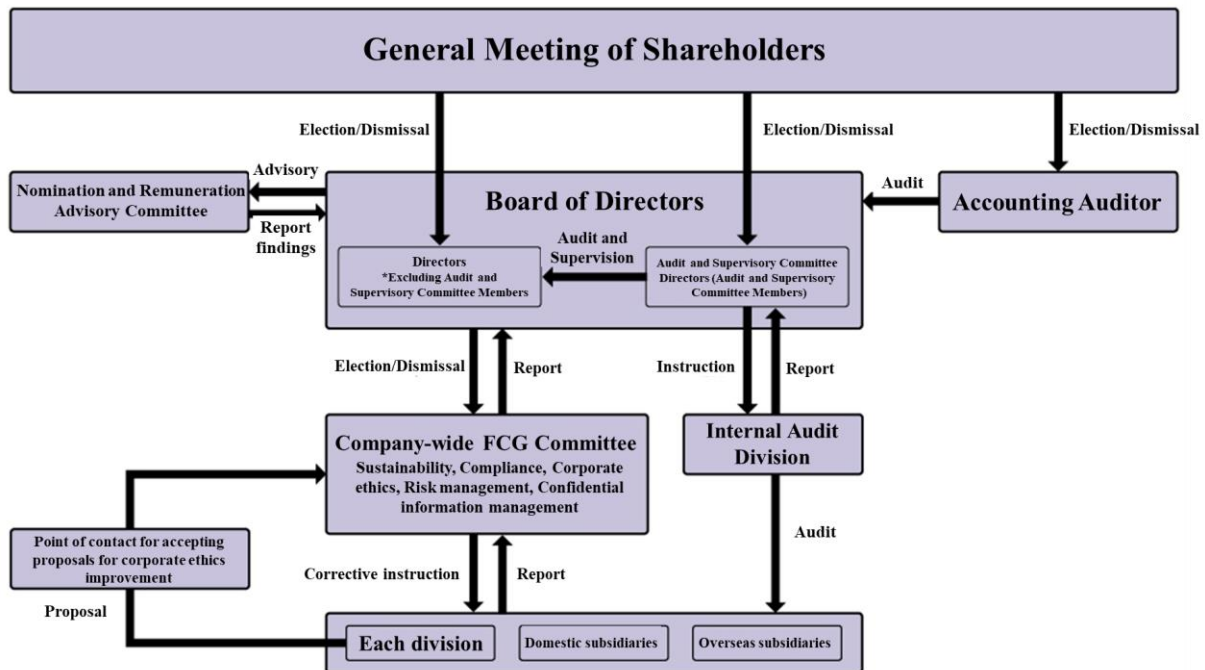 General Meeting of Shareholders
Election/Dismissal
Election/Dismissal
Election/Dismissal
Nomination and Remuneration
Advisory Committee
Advisory
Report
findings
Board of Directors
Audit
Accounting Auditor
Directors
*Excluding Audit and
Supervisory Committee Members
Audit and
Supervision
Audit and Supervisory Committee
Directors (Audit and Supervisory
Committee Members)
Election/Dismissal
Report
Instruction
Report
Company-wide FCG Committee
Sustainability, Compliance, Corporate
ethics, Risk management, Confidential
information management
Internal Audit
Division
Point of contact for accepting
proposals for corporate ethics
improvement
Proposal
Corrective instruction
Report
Audit
Each division
Domestic subsidiaries
Overseas subsidiaries